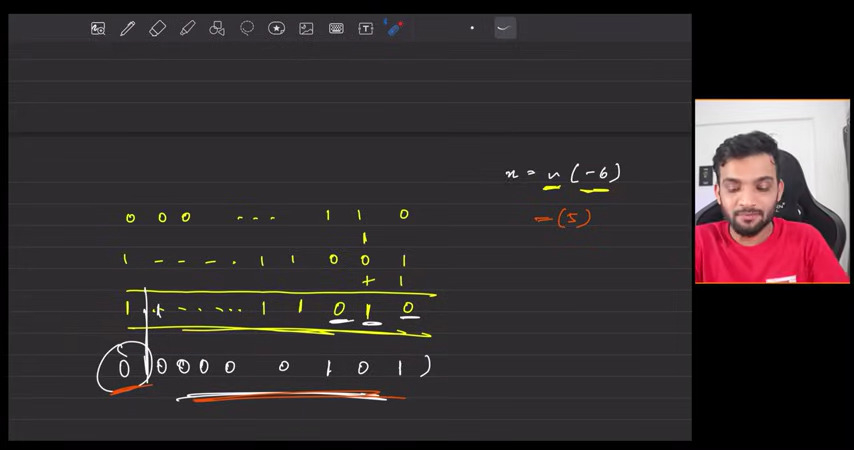 x = ~(-6)
= (5)
0 0 0 ... 1 1 0
1
1 - - - . 1 1 0 0 1
+ 1
1 . . - . - ... 1 1 0 1 0
0 | 0 0 0 0 0 1 0 1 )